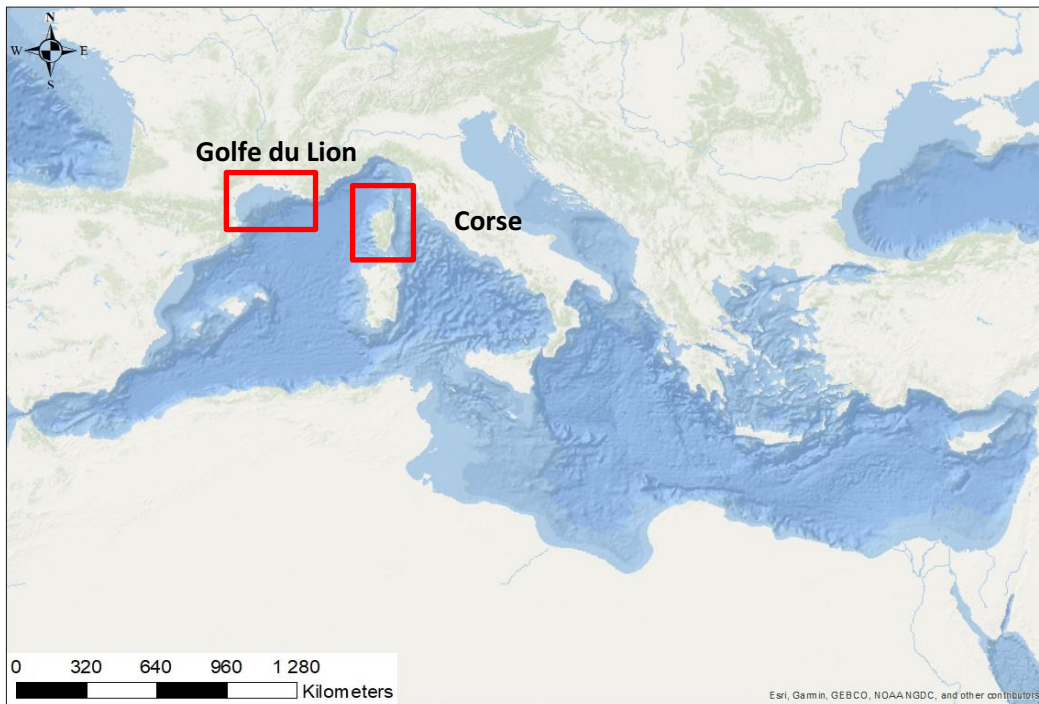 N
W E
S
Golfe du Lion
Corse
0 320 640 960 1 280
Kilometers
Esri, Garmin, GEBCO, NOAA NGDC, and other contributors